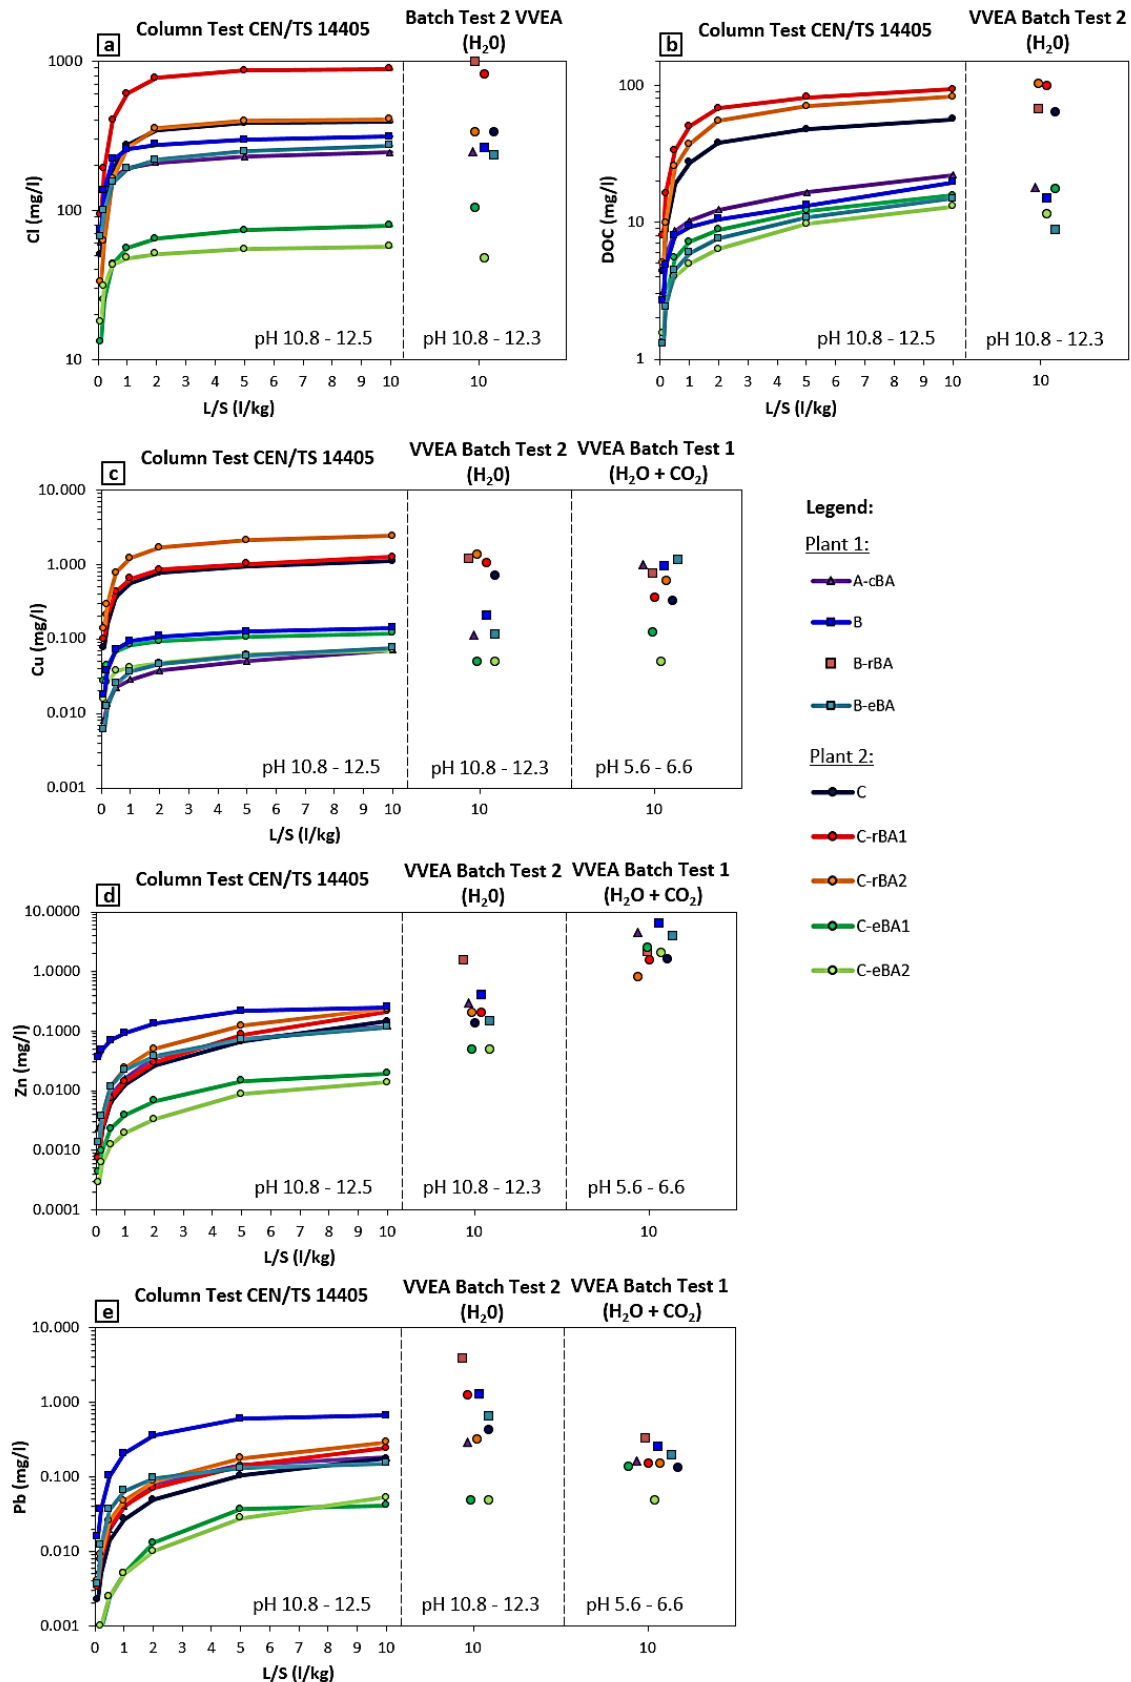 a
Column Test CEN/TS 14405
Batch Test 2 VVEA
(H₂0)
Cl (mg/l)
1000
100
10
pH 10.8 - 12.5
pH 10.8 - 12.3
0 1 2 3 4 5 6 7 8 9 10
10
L/S (l/kg)
b
Column Test CEN/TS 14405
VVEA Batch Test 2
(H₂0)
DOC (mg/l)
100
10
1
pH 10.8 - 12.5
pH 10.8 - 12.3
0 1 2 3 4 5 6 7 8 9 10
10
L/S (l/kg)
c
Column Test CEN/TS 14405
VVEA Batch Test 2
(H₂0)
VVEA Batch Test 1
(H₂O + CO₂)
Cu (mg/l)
10.000
1.000
0.100
0.010
0.001
pH 10.8 - 12.5
pH 10.8 - 12.3
pH 5.6 - 6.6
0 1 2 3 4 5 6 7 8 9 10
10
10
L/S (l/kg)
Legend:
Plant 1:
A-cBA
B
B-rBA
B-eBA
Plant 2:
C
C-rBA1
C-rBA2
C-eBA1
C-eBA2
d
Column Test CEN/TS 14405
VVEA Batch Test 2
(H₂0)
VVEA Batch Test 1
(H₂O + CO₂)
Zn (mg/l)
10.0000
1.0000
0.1000
0.0100
0.0010
0.0001
pH 10.8 - 12.5
pH 10.8 - 12.3
pH 5.6 - 6.6
0 1 2 3 4 5 6 7 8 9 10
10
10
L/S (l/kg)
e
Column Test CEN/TS 14405
VVEA Batch Test 2
(H₂0)
VVEA Batch Test 1
(H₂O + CO₂)
Pb (mg/l)
10.000
1.000
0.100
0.010
0.001
pH 10.8 - 12.5
pH 10.8 - 12.3
pH 5.6 - 6.6
0 1 2 3 4 5 6 7 8 9 10
10
10
L/S (l/kg)